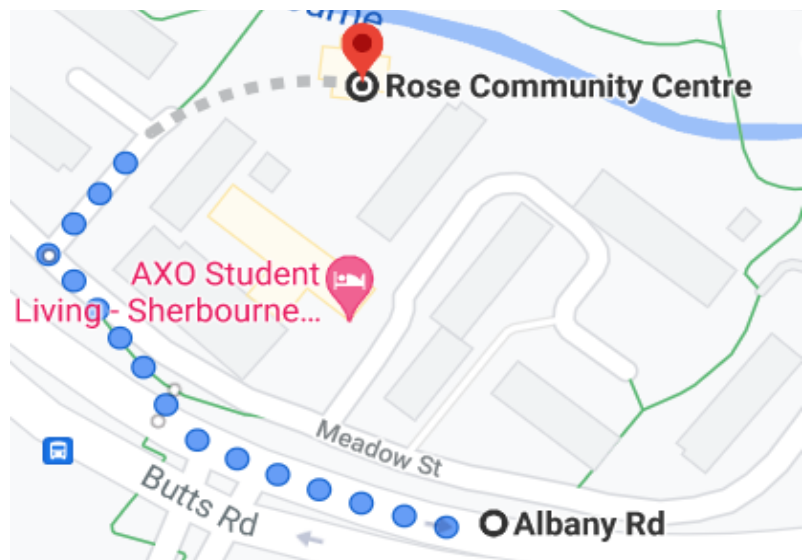 Rose Community Centre
AXO Student
Living - Sherbourne...
Meadow St
Butts Rd
Albany Rd